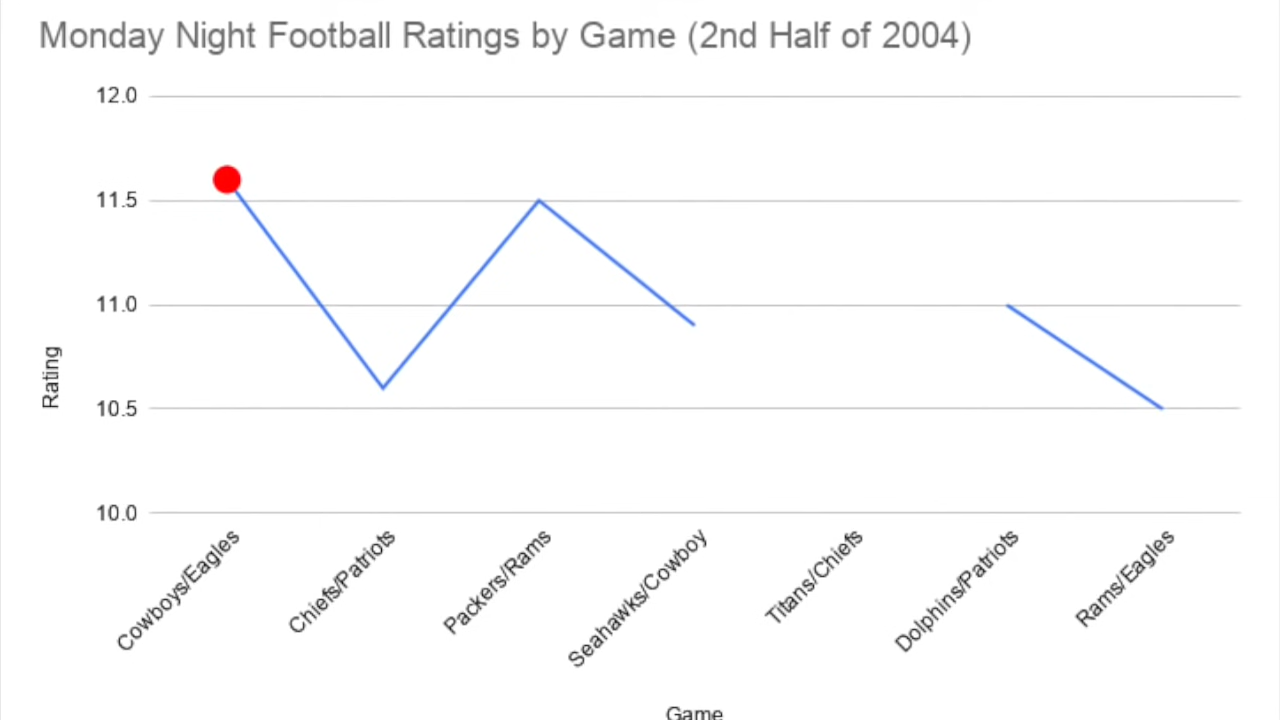 Monday Night Football Ratings by Game (2nd Half of 2004)
12.0
11.5
11.0
10.5
10.0
Rating
Cowboys/Eagles
Chiefs/Patriots
Packers/Rams
Seahawks/Cowboy
Titans/Chiefs
Dolphins/Patriots
Rams/Eagles
Game